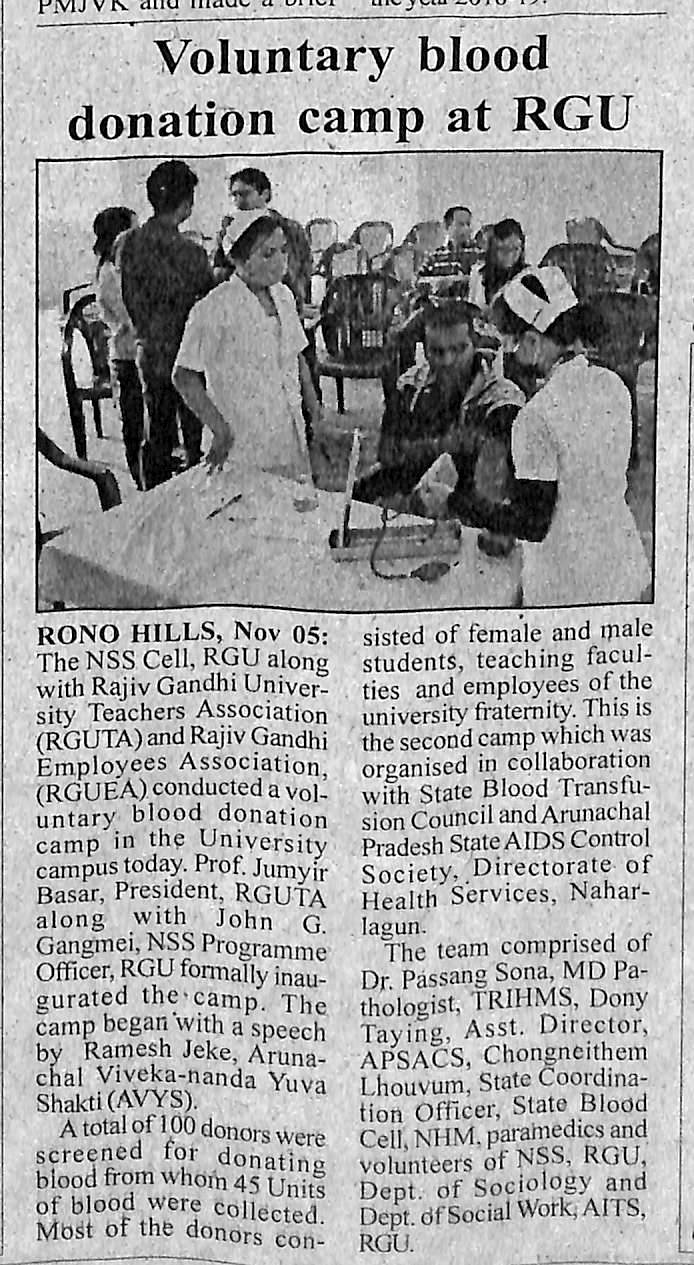 PMJVK and made a brief
the year 2018-19.
Voluntary blood
donation camp at RGU
RONO HILLS, Nov 05:
The NSS Cell, RGU along
with Rajiv Gandhi Univer-
sity Teachers Association
(RGUTA) and Rajiv Gandhi
Employees Association,
(RGUEA) conducted a vol-
untary blood donation
camp in the University
campus today. Prof. Jumyir
Basar, President, RGUTA
along with John G.
Gangmei, NSS Programme
Officer, RGU formally inau-
gurated the camp. The
camp began with a speech
by Ramesh Jeke, Aruna-
chal Viveka-nanda Yuva
Shakti (AVYS).
A total of 100 donors were
screened for donating
blood from whom 45 Units
of blood were collected.
Most of the donors con-
sisted of female and male
students, teaching facul-
ties and employees of the
university fraternity. This is
the second camp which was
organised in collaboration
with State Blood Transfu-
sion Council and Arunachal
Pradesh State AIDS Control
Society, Directorate of
Health Services, Nahar-
lagun.
The team comprised of
Dr. Passang Sona, MD Pa-
thologist, TRIHMS, Dony
Taying, Asst. Director,
APSACS, Chongneithem
Lhouvum, State Coordina-
tion Officer, State Blood
Cell, NHM, paramedics and
volunteers of NSS, RGU,
Dept. of Sociology and
Dept. of Social Work, AITS,
RGU.